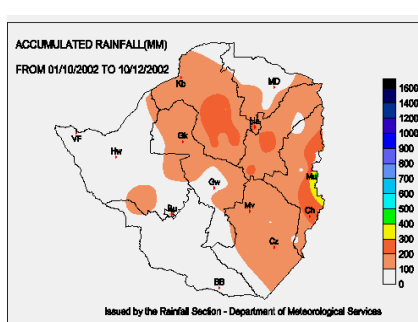 ACCUMULATED RAINFALL(MM)
FROM 01/10/2002 TO 10/12/2002
MD
Kb
Ha
VF
Gk
Hw
Mu
Gw
Bu
Mv
Ch
Cz
BB
1600
1400
1200
1000
900
800
700
600
500
400
300
200
100
0
Issued by the Rainfall Section - Department of Meteorological Services